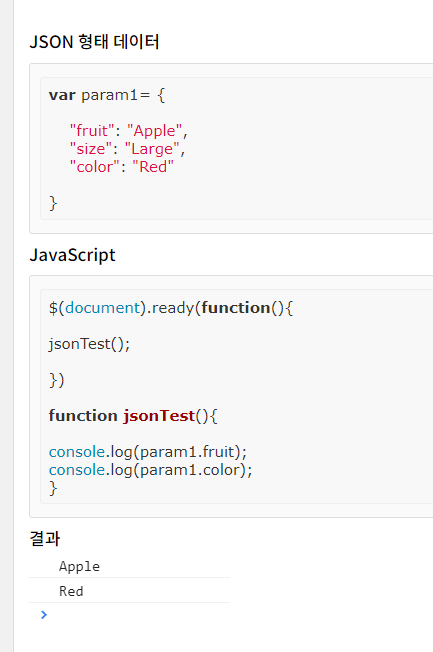 JSON 형태 데이터
var param1= {
"fruit": "Apple",
"size": "Large",
"color": "Red"
}
JavaScript
$(document).ready(function(){
jsonTest();
})
function jsonTest(){
console.log(param1.fruit);
console.log(param1.color);
}
결과
Apple
Red
>